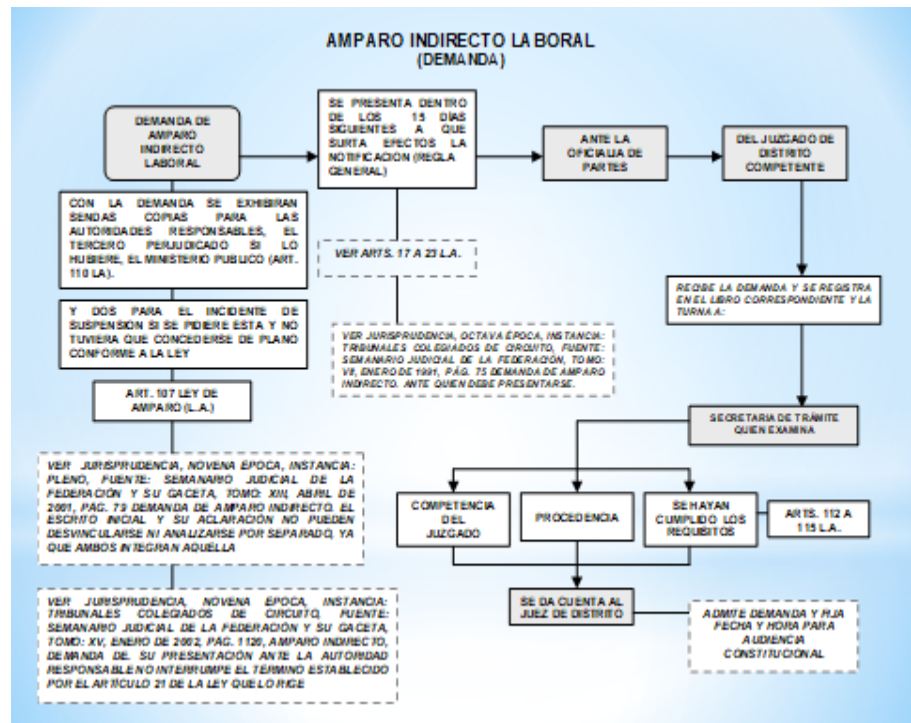 AMPARO INDIRECTO LABORAL
(DEMANDA)
DEMANDA DE
AMPARO
INDIRECTO
LABORAL
SE PRESENTA DENTRO
DE LOS 15 DÍAS
SIGUIENTES A QUE
SURTA EFECTOS LA
NOTIFICACIÓN (REGLA
GENERAL)
ANTE LA
OFICIALIA DE
PARTES
DEL JUZGADO DE
DISTRITO
COMPETENTE
CON LA DEMANDA SE EXHIBIRAN
SENDAS COPIAS PARA LAS
AUTORIDADES RESPONSABLES, EL
TERCERO PERJUDICADO SI LO
HUBIERE, EL MINISTERIO PUBLICO (ART.
110 LA).
VER ARTS. 17 A 23 L.A.
RECIBE LA DEMANDA Y SE REGISTRA
EN EL LIBRO CORRESPONDIENTE Y LA
TURNA A:
Y DOS PARA EL INCIDENTE DE
SUSPENSIÓN SI SE PIDIERE ESTA Y NO
TUVIERA QUE CONCEDERSE DE PLANO
CONFORME A LA LEY
VER JURISPRUDENCIA, OCTAVA ÉPOCA, INSTANCIA:
TRIBUNALES COLEGIADOS DE CIRCUITO, FUENTE:
SEMANARIO JUDICIAL DE LA FEDERACIÓN, TOMO:
ENERO DE 1991, PÁG. 75 DEMANDA DE AMPARO
INDIRECTO. ANTE QUIEN DEBE PRESENTARSE.
ART. 107 LEY DE
AMPARO (L.A.)
SECRETARIA DE TRÁMITE
QUIEN EXAMINA
VER JURISPRUDENCIA, NOVENA ÉPOCA, INSTANCIA:
PLENO, FUENTE: SEMANARIO JUDICIAL DE LA
FEDERACIÓN Y SU GACETA, TOMO: XIII, ABRIL DE
2001, PÁG. 79 DEMANDA DE AMPARO INDIRECTO. EL
ESCRITO INICIAL Y SU ACLARACIÓN NO PUEDEN
DESVINCULARSE NI ANALIZARSE POR SEPARADO, YA
QUE AMBOS INTEGRAN AQUÉLLA
COMPETENCIA
DEL
JUZGADO
PROCEDENCIA
SE HAYAN
CUMPLIDO LOS
REQUISITOS
ARTS. 112 A
115 L.A.
VER JURISPRUDENCIA, NOVENA ÉPOCA, INSTANCIA:
TRIBUNALES COLEGIADOS DE CIRCUITO, FUENTE:
SEMANARIO JUDICIAL DE LA FEDERACIÓN Y SU GACETA,
TOMO: XV, ENERO DE 2002, PÁG. 1120, AMPARO INDIRECTO,
DEMANDA DE. SU PRESENTACIÓN ANTE LA AUTORIDAD
RESPONSABLE NO INTERRUMPE EL TÉRMINO ESTABLECIDO
POR EL ARTÍCULO 21 DE LA LEY QUE LO RIGE
SE DA CUENTA AL
JUEZ DE DISTRITO
ADMITE DEMANDA Y FIJA
FECHA Y HORA PARA
AUDIENCIA
CONSTITUCIONAL